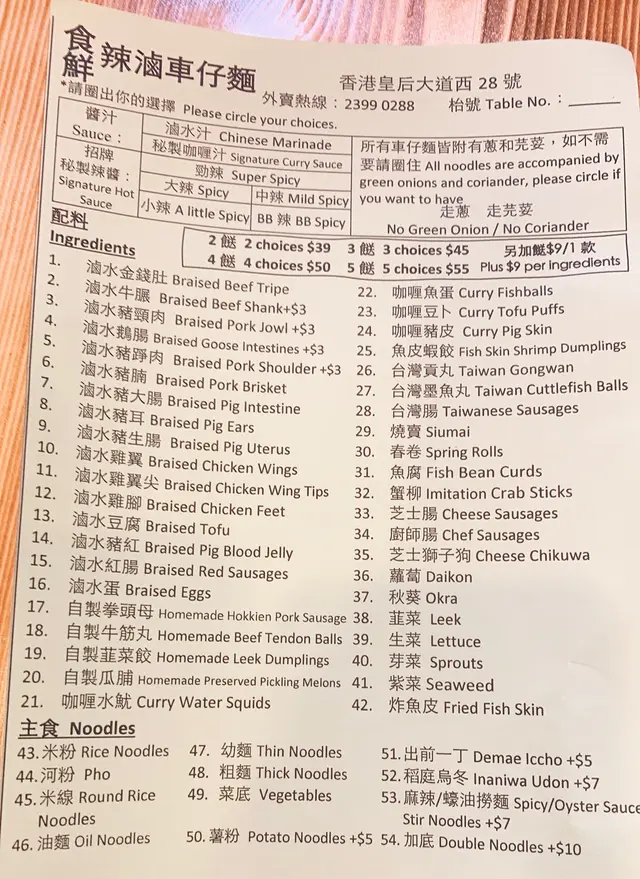 食鮮辣滷車仔麵
香港皇后大道西 28 號
*請圈出你的選擇 Please circle your choices.
外賣熱線：2399 0288
枱號 Table No.：
醬汁
Sauce：
滷水汁 Chinese Marinade
秘製咖喱汁 Signature Curry Sauce
招牌
秘製辣醬：
Signature Hot
Sauce
勁辣 Super Spicy
大辣 Spicy
中辣 Mild Spicy
小辣 A little Spicy
BB 辣 BB Spicy
所有車仔麵皆附有蔥和芫荽，如不需
要請圈住 All noodles are accompanied by
green onions and coriander, please circle if
you want to have
走蔥 走芫荽
No Green Onion / No Coriander
配料
Ingredients
2 餸 2 choices $39 3 餸 3 choices $45 另加餸$9/1 款
4 餸 4 choices $50 5 餸 5 choices $55 Plus $9 per ingredients
1. 滷水金錢肚 Braised Beef Tripe
2. 滷水牛𦟌 Braised Beef Shank+$3
3. 滷水豬頸肉 Braised Pork Jowl +$3
4. 滷水鵝腸 Braised Goose Intestines +$3
5. 滷水豬踭肉 Braised Pork Shoulder +$3
6. 滷水豬腩 Braised Pork Brisket
7. 滷水豬大腸 Braised Pig Intestine
8. 滷水豬耳 Braised Pig Ears
9. 滷水豬生腸 Braised Pig Uterus
10. 滷水雞翼 Braised Chicken Wings
11. 滷水雞翼尖 Braised Chicken Wing Tips
12. 滷水雞腳 Braised Chicken Feet
13. 滷水豆腐 Braised Tofu
14. 滷水豬紅 Braised Pig Blood Jelly
15. 滷水紅腸 Braised Red Sausages
16. 滷水蛋 Braised Eggs
17. 自製拳頭母 Homemade Hokkien Pork Sausage
18. 自製牛筋丸 Homemade Beef Tendon Balls
19. 自製韮菜餃 Homemade Leek Dumplings
20. 自製瓜脯 Homemade Preserved Pickling Melons
21. 咖喱水魷 Curry Water Squids
22. 咖喱魚蛋 Curry Fishballs
23. 咖喱豆卜 Curry Tofu Puffs
24. 咖喱豬皮 Curry Pig Skin
25. 魚皮蝦餃 Fish Skin Shrimp Dumplings
26. 台灣貢丸 Taiwan Gongwan
27. 台灣墨魚丸 Taiwan Cuttlefish Balls
28. 台灣腸 Taiwanese Sausages
29. 燒賣 Siumai
30. 春卷 Spring Rolls
31. 魚腐 Fish Bean Curds
32. 蟹柳 Imitation Crab Sticks
33. 芝士腸 Cheese Sausages
34. 廚師腸 Chef Sausages
35. 芝士獅子狗 Cheese Chikuwa
36. 蘿蔔 Daikon
37. 秋葵 Okra
38. 韮菜 Leek
39. 生菜 Lettuce
40. 芽菜 Sprouts
41. 紫菜 Seaweed
42. 炸魚皮 Fried Fish Skin
主食 Noodles
43. 米粉 Rice Noodles
44. 河粉 Pho
45. 米線 Round Rice
Noodles
46. 油麵 Oil Noodles
47. 幼麵 Thin Noodles
48. 粗麵 Thick Noodles
49. 菜底 Vegetables
50. 薯粉 Potato Noodles +$5
51. 出前一丁 Demae Iccho +$5
52. 稻庭烏冬 Inaniwa Udon +$7
53. 麻辣/蠔油撈麵 Spicy/Oyster Sauce
Stir Noodles +$7
54. 加底 Double Noodles +$10